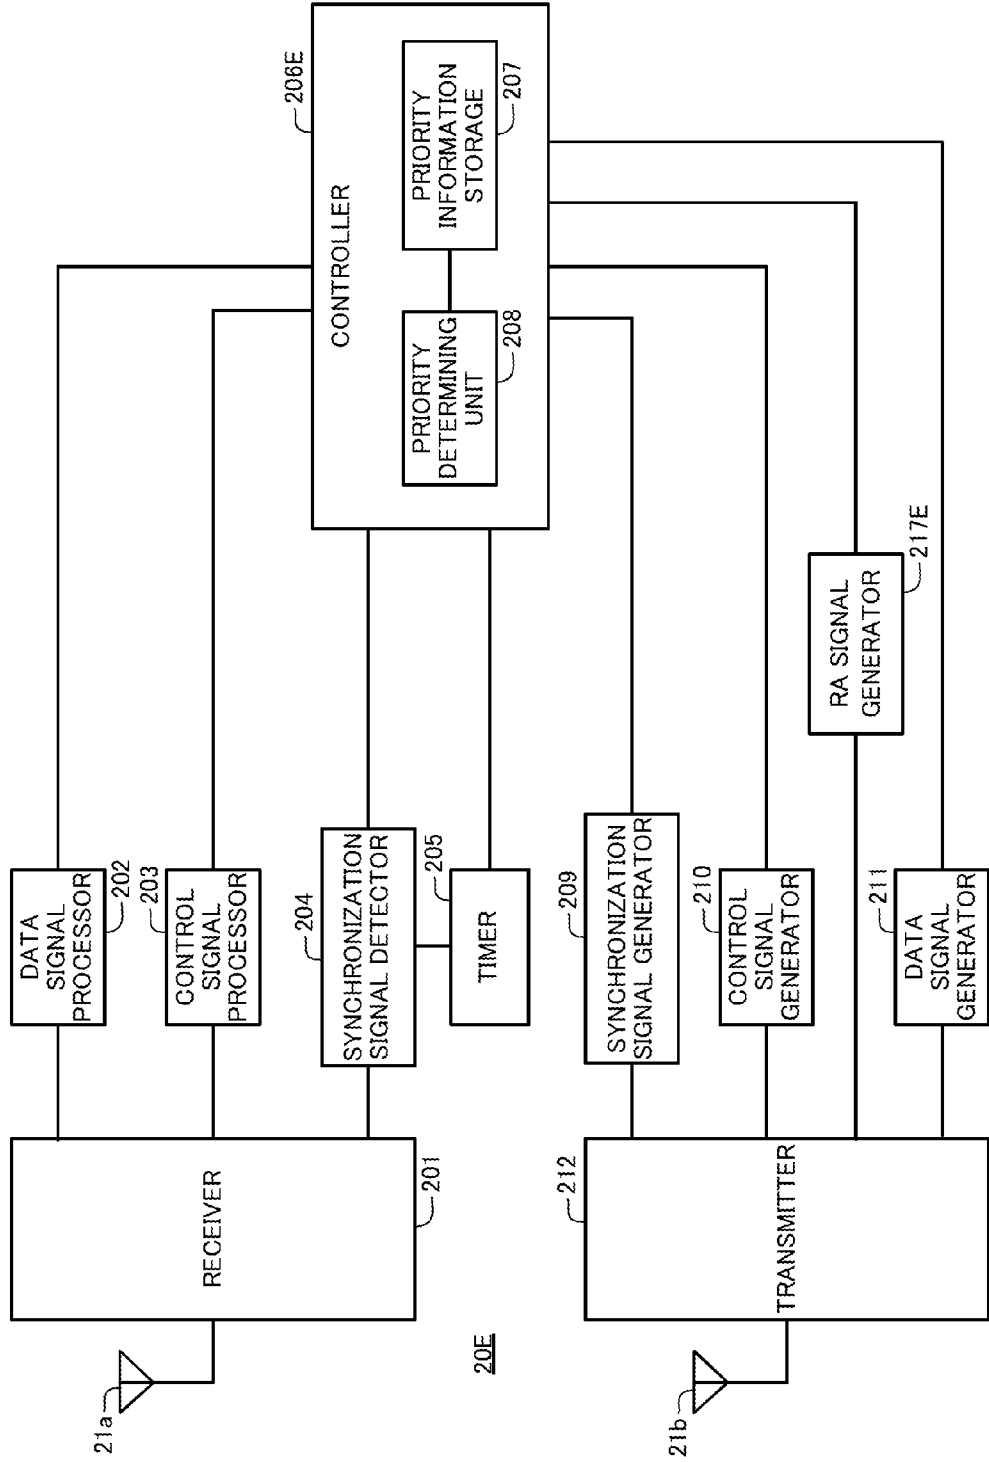 21a
RECEIVER
201
DATA
SIGNAL
PROCESSOR
202
CONTROL
SIGNAL
PROCESSOR
203
SYNCHRONIZATION
SIGNAL DETECTOR
204
TIMER
205
CONTROLLER
206E
PRIORITY
DETERMINING
UNIT
208
PRIORITY
INFORMATION
STORAGE
207
20E
21b
TRANSMITTER
212
SYNCHRONIZATION
SIGNAL GENERATOR
209
CONTROL
SIGNAL
GENERATOR
210
RA SIGNAL
GENERATOR
217E
DATA
SIGNAL
GENERATOR
211